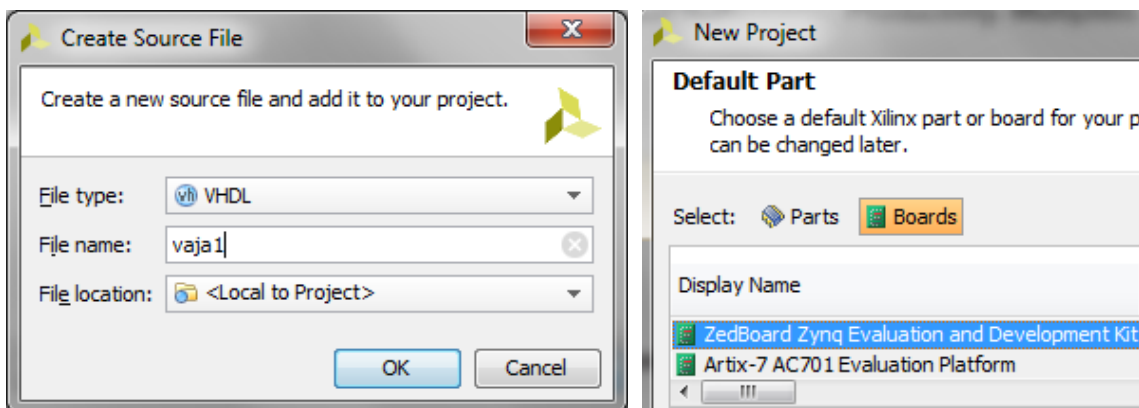 Create Source File
Create a new source file and add it to your project.
File type: VHDL
File name: vaja1
File location: <Local to Project>
OK Cancel
New Project
Default Part
Choose a default Xilinx part or board for your p
can be changed later.
Select: Parts Boards
Display Name
ZedBoard Zynq Evaluation and Development Kit
Artix-7 AC701 Evaluation Platform